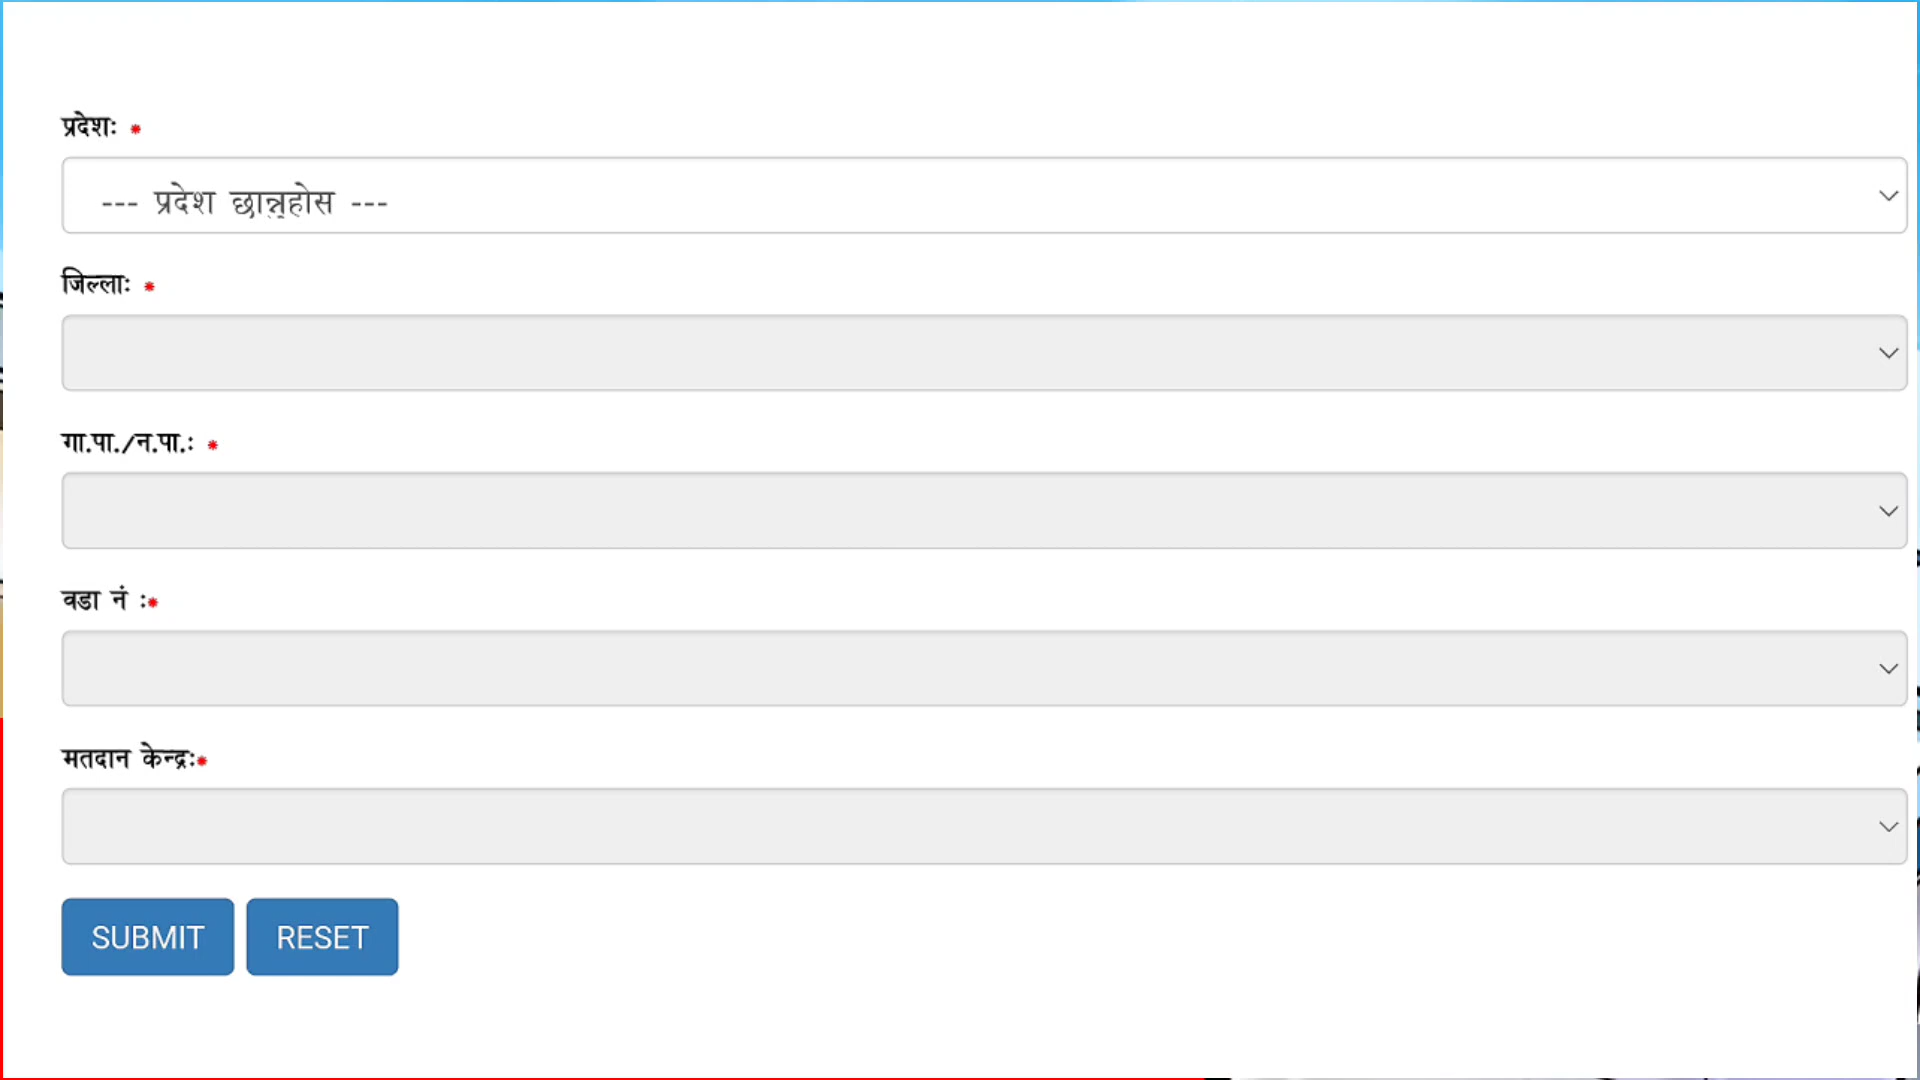 प्रदेशः *
--- प्रदेश छान्नुहोस ---
जिल्लाः *
गा.पा./न.पा.: *
वडा नं :*
मतदान केन्द्रः*
SUBMIT RESET